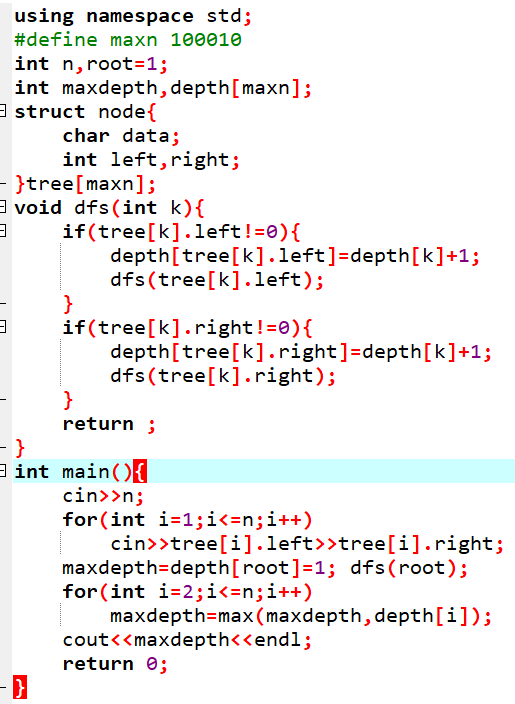 using namespace std;
#define maxn 100010
int n,root=1;
int maxdepth,depth[maxn];
struct node{
    char data;
    int left,right;
}tree[maxn];
void dfs(int k){
    if(tree[k].left!=0){
        depth[tree[k].left]=depth[k]+1;
        dfs(tree[k].left);
    }
    if(tree[k].right!=0){
        depth[tree[k].right]=depth[k]+1;
        dfs(tree[k].right);
    }
    return ;
}
int main(){
    cin>>n;
    for(int i=1;i<=n;i++)
        cin>>tree[i].left>>tree[i].right;
    maxdepth=depth[root]=1; dfs(root);
    for(int i=2;i<=n;i++)
        maxdepth=max(maxdepth,depth[i]);
    cout<<maxdepth<<endl;
    return 0;
}